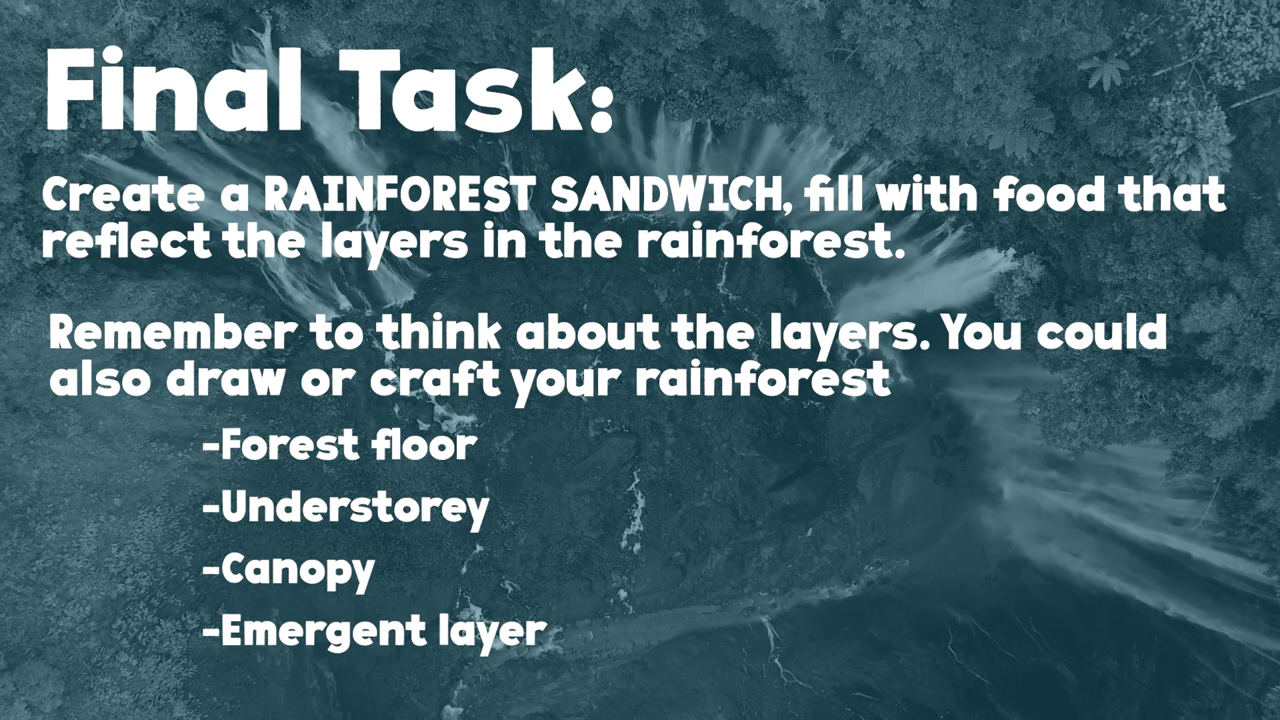 Final Task:
Create a RAINFOREST SANDWICH, fill with food that
reflect the layers in the rainforest.
Remember to think about the layers. You could
also draw or craft your rainforest
-Forest floor
-Understorey
-Canopy
-Emergent layer